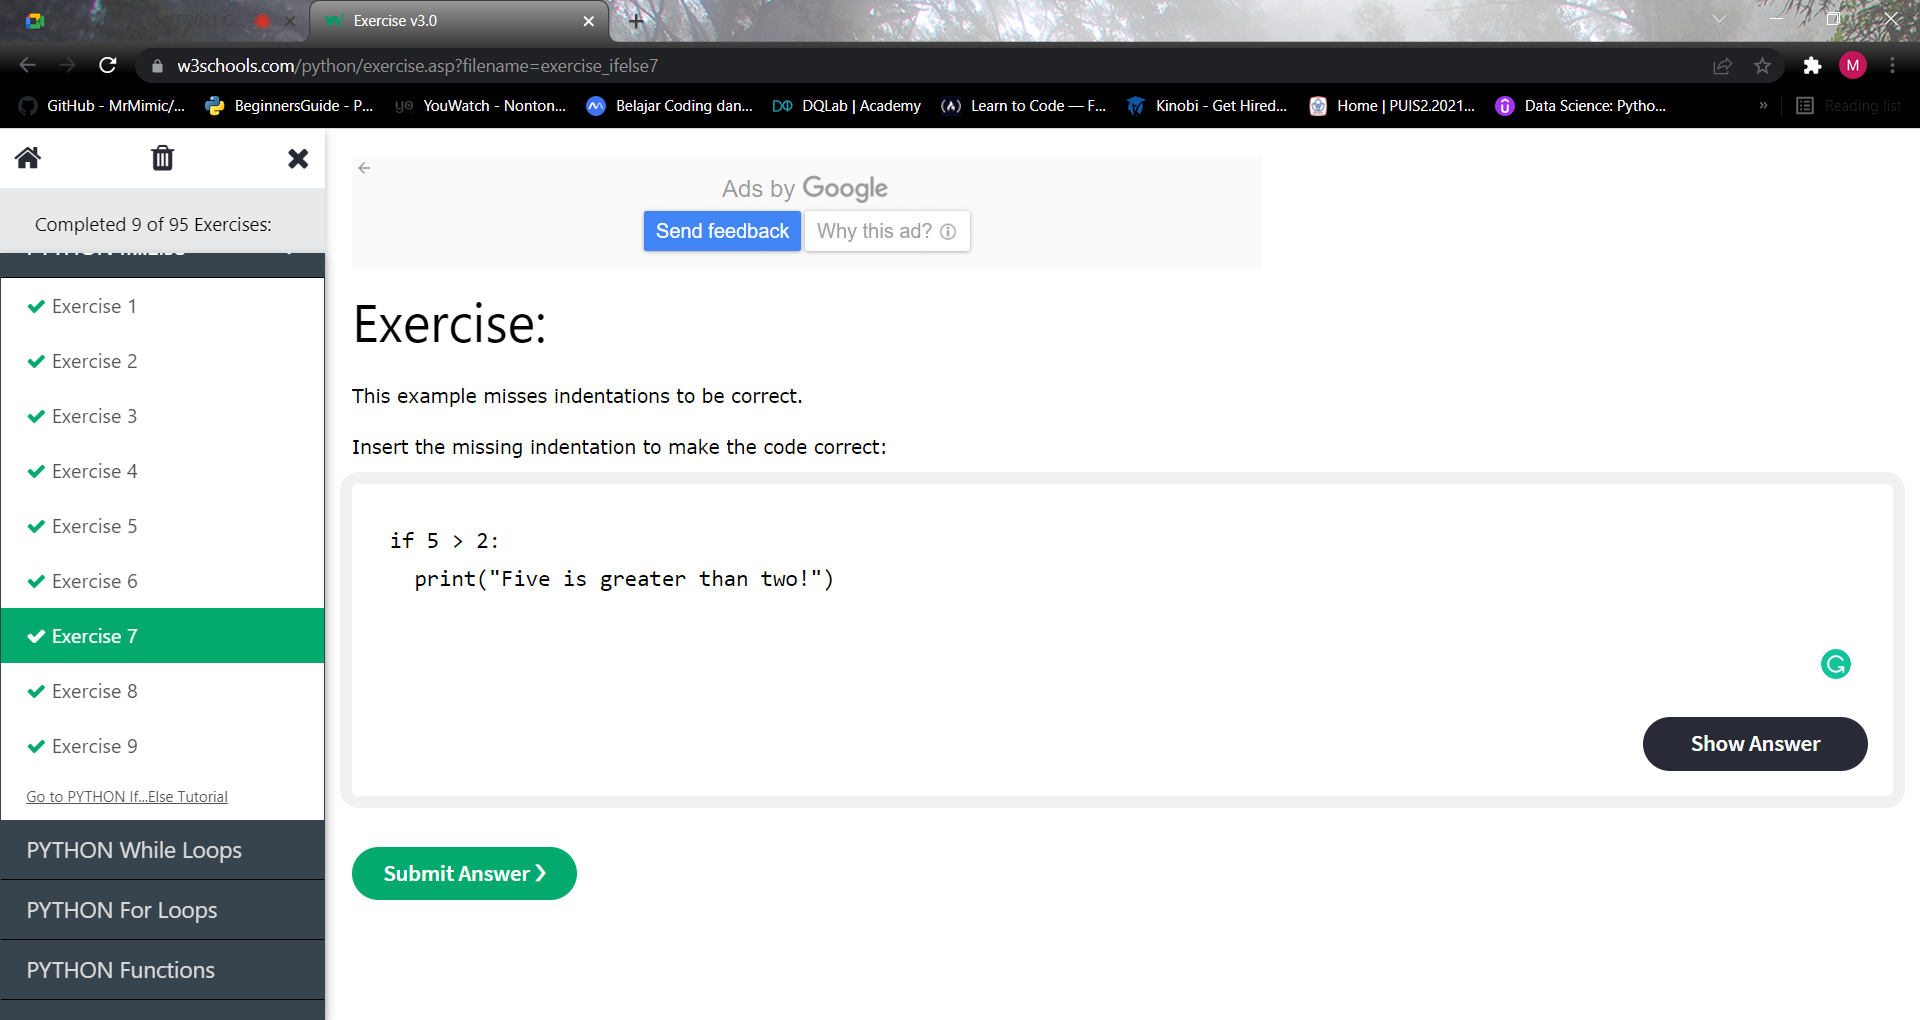 Exercise v3.0
w3schools.com/python/exercise.asp?filename=exercise_ifelse7
GitHub - MrMimic/...
BeginnersGuide - P...
YouWatch - Nonton...
Belajar Coding dan...
DQLab | Academy
Learn to Code — F...
Kinobi - Get Hired...
Home | PUIS2.2021...
Data Science: Pytho...
»
Reading list
M
Completed 9 of 95 Exercises:
Exercise 1
Exercise 2
Exercise 3
Exercise 4
Exercise 5
Exercise 6
Exercise 7
Exercise 8
Exercise 9
Go to PYTHON If...Else Tutorial
PYTHON While Loops
PYTHON For Loops
PYTHON Functions
Ads by Google
Send feedback
Why this ad?
Exercise:
This example misses indentations to be correct.
Insert the missing indentation to make the code correct:
if 5 > 2:
  print("Five is greater than two!")
Show Answer
Submit Answer ❯